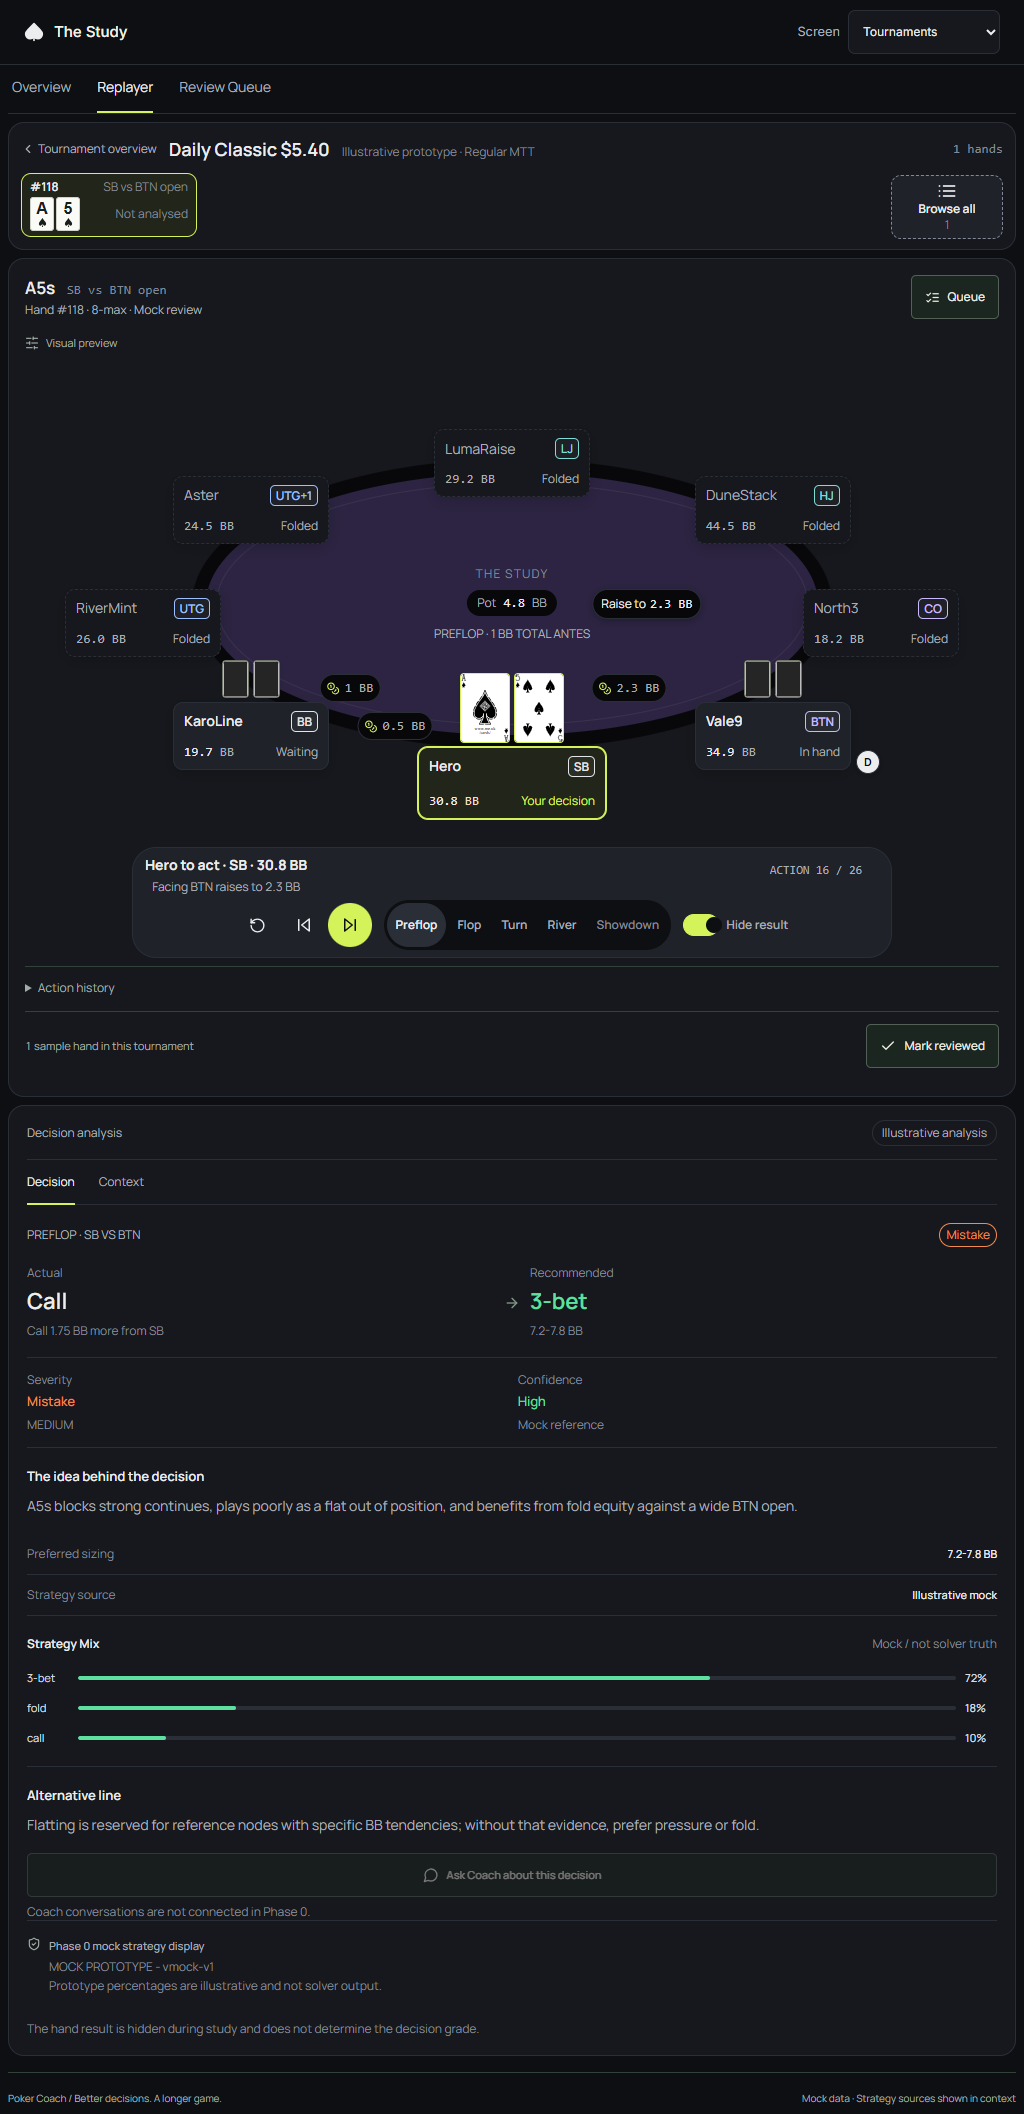 The Study
Screen
Tournaments
Overview
Replayer
Review Queue
Tournament overview
Daily Classic $5.40
Illustrative prototype · Regular MTT
1 hands
#118
SB vs BTN open
A
5
Not analysed
Browse all
1
A5s
SB vs BTN open
Hand #118 · 8-max · Mock review
Queue
Visual preview
LumaRaise
LJ
29.2 BB
Folded
Aster
UTG+1
24.5 BB
Folded
DuneStack
HJ
44.5 BB
Folded
THE STUDY
Pot 4.8 BB
Raise to 2.3 BB
PREFLOP · 1 BB TOTAL ANTES
RiverMint
UTG
26.0 BB
Folded
North3
CO
18.2 BB
Folded
1 BB
0.5 BB
2.3 BB
A
5
KaroLine
BB
19.7 BB
Waiting
Vale9
BTN
34.9 BB
In hand
D
Hero
SB
30.8 BB
Your decision
Hero to act · SB · 30.8 BB
Facing BTN raises to 2.3 BB
ACTION 16 / 26
Preflop
Flop
Turn
River
Showdown
Hide result
Action history
1 sample hand in this tournament
Mark reviewed
Decision analysis
Illustrative analysis
Decision
Context
PREFLOP · SB VS BTN
Mistake
Actual
Recommended
Call
3-bet
Call 1.75 BB more from SB
7.2-7.8 BB
Severity
Confidence
Mistake
High
MEDIUM
Mock reference
The idea behind the decision
A5s blocks strong continues, plays poorly as a flat out of position, and benefits from fold equity against a wide BTN open.
Preferred sizing
7.2-7.8 BB
Strategy source
Illustrative mock
Strategy Mix
Mock / not solver truth
3-bet
72%
fold
18%
call
10%
Alternative line
Flatting is reserved for reference nodes with specific BB tendencies; without that evidence, prefer pressure or fold.
Ask Coach about this decision
Coach conversations are not connected in Phase 0.
Phase 0 mock strategy display
MOCK PROTOTYPE - vmock-v1
Prototype percentages are illustrative and not solver output.
The hand result is hidden during study and does not determine the decision grade.
Poker Coach / Better decisions. A longer game.
Mock data · Strategy sources shown in context